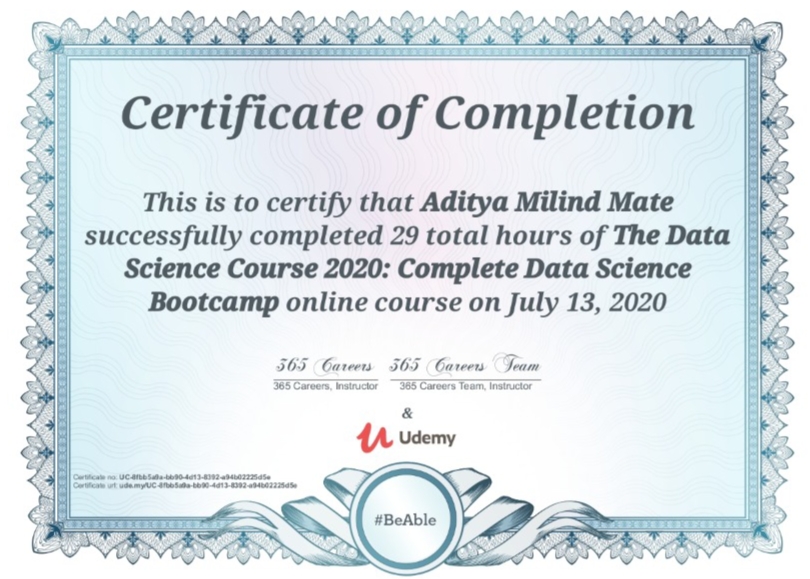 Certificate of Completion
This is to certify that Aditya Milind Mate
successfully completed 29 total hours of The Data
Science Course 2020: Complete Data Science
Bootcamp online course on July 13, 2020
365 Careers 365 Careers Team
365 Careers, Instructor 365 Careers Team, Instructor
&
Udemy
Certificate no: UC-8fbb5a9a-bb90-4d13-8392-a94b02225d5e
Certificate url: ude.my/UC-8fbb5a9a-bb90-4d13-8392-a94b02225d5e
#BeAble